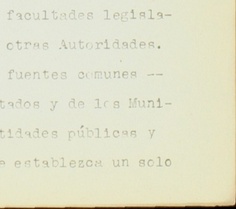 facultades legisla-
otras Autoridades.
fuentes comunes --
tados y de los Muni-
tidades públicas y
e establezca un solo